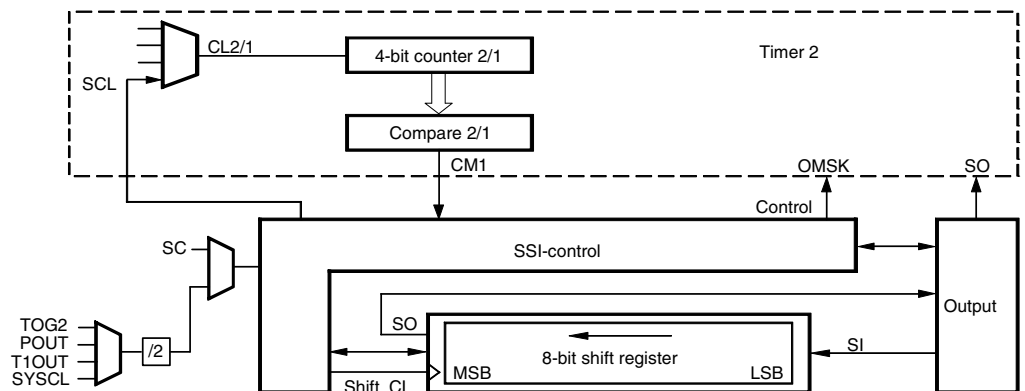 Timer 2
CL2/1
4-bit counter 2/1
SCL
Compare 2/1
CM1
OMSK
SO
Control
SC
SSI-control
TOG2
POUT
T1OUT
SYSCL
/2
SO
Output
8-bit shift register
MSB
LSB
SI
Shift_CL